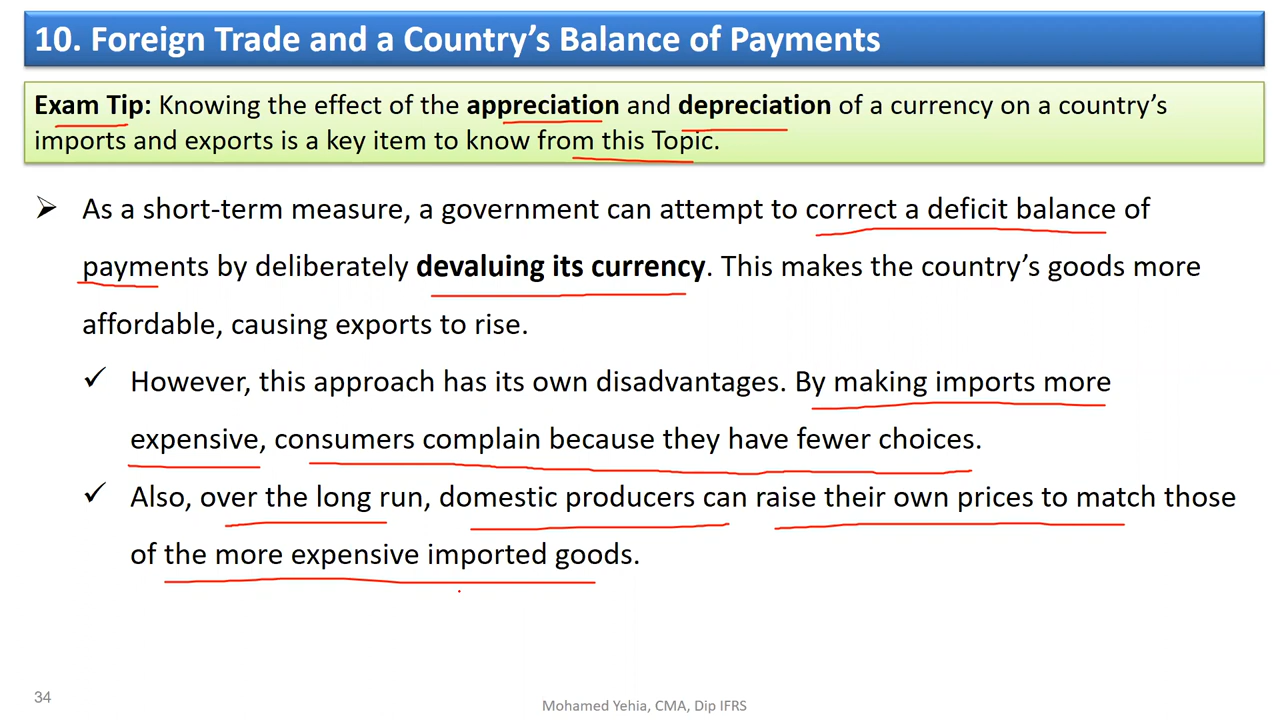 10. Foreign Trade and a Country’s Balance of Payments
Exam Tip: Knowing the effect of the appreciation and depreciation of a currency on a country’s
imports and exports is a key item to know from this Topic.
➢ As a short-term measure, a government can attempt to correct a deficit balance of
payments by deliberately devaluing its currency. This makes the country’s goods more
affordable, causing exports to rise.
✓ However, this approach has its own disadvantages. By making imports more
expensive, consumers complain because they have fewer choices.
✓ Also, over the long run, domestic producers can raise their own prices to match those
of the more expensive imported goods.
34
Mohamed Yehia, CMA, Dip IFRS